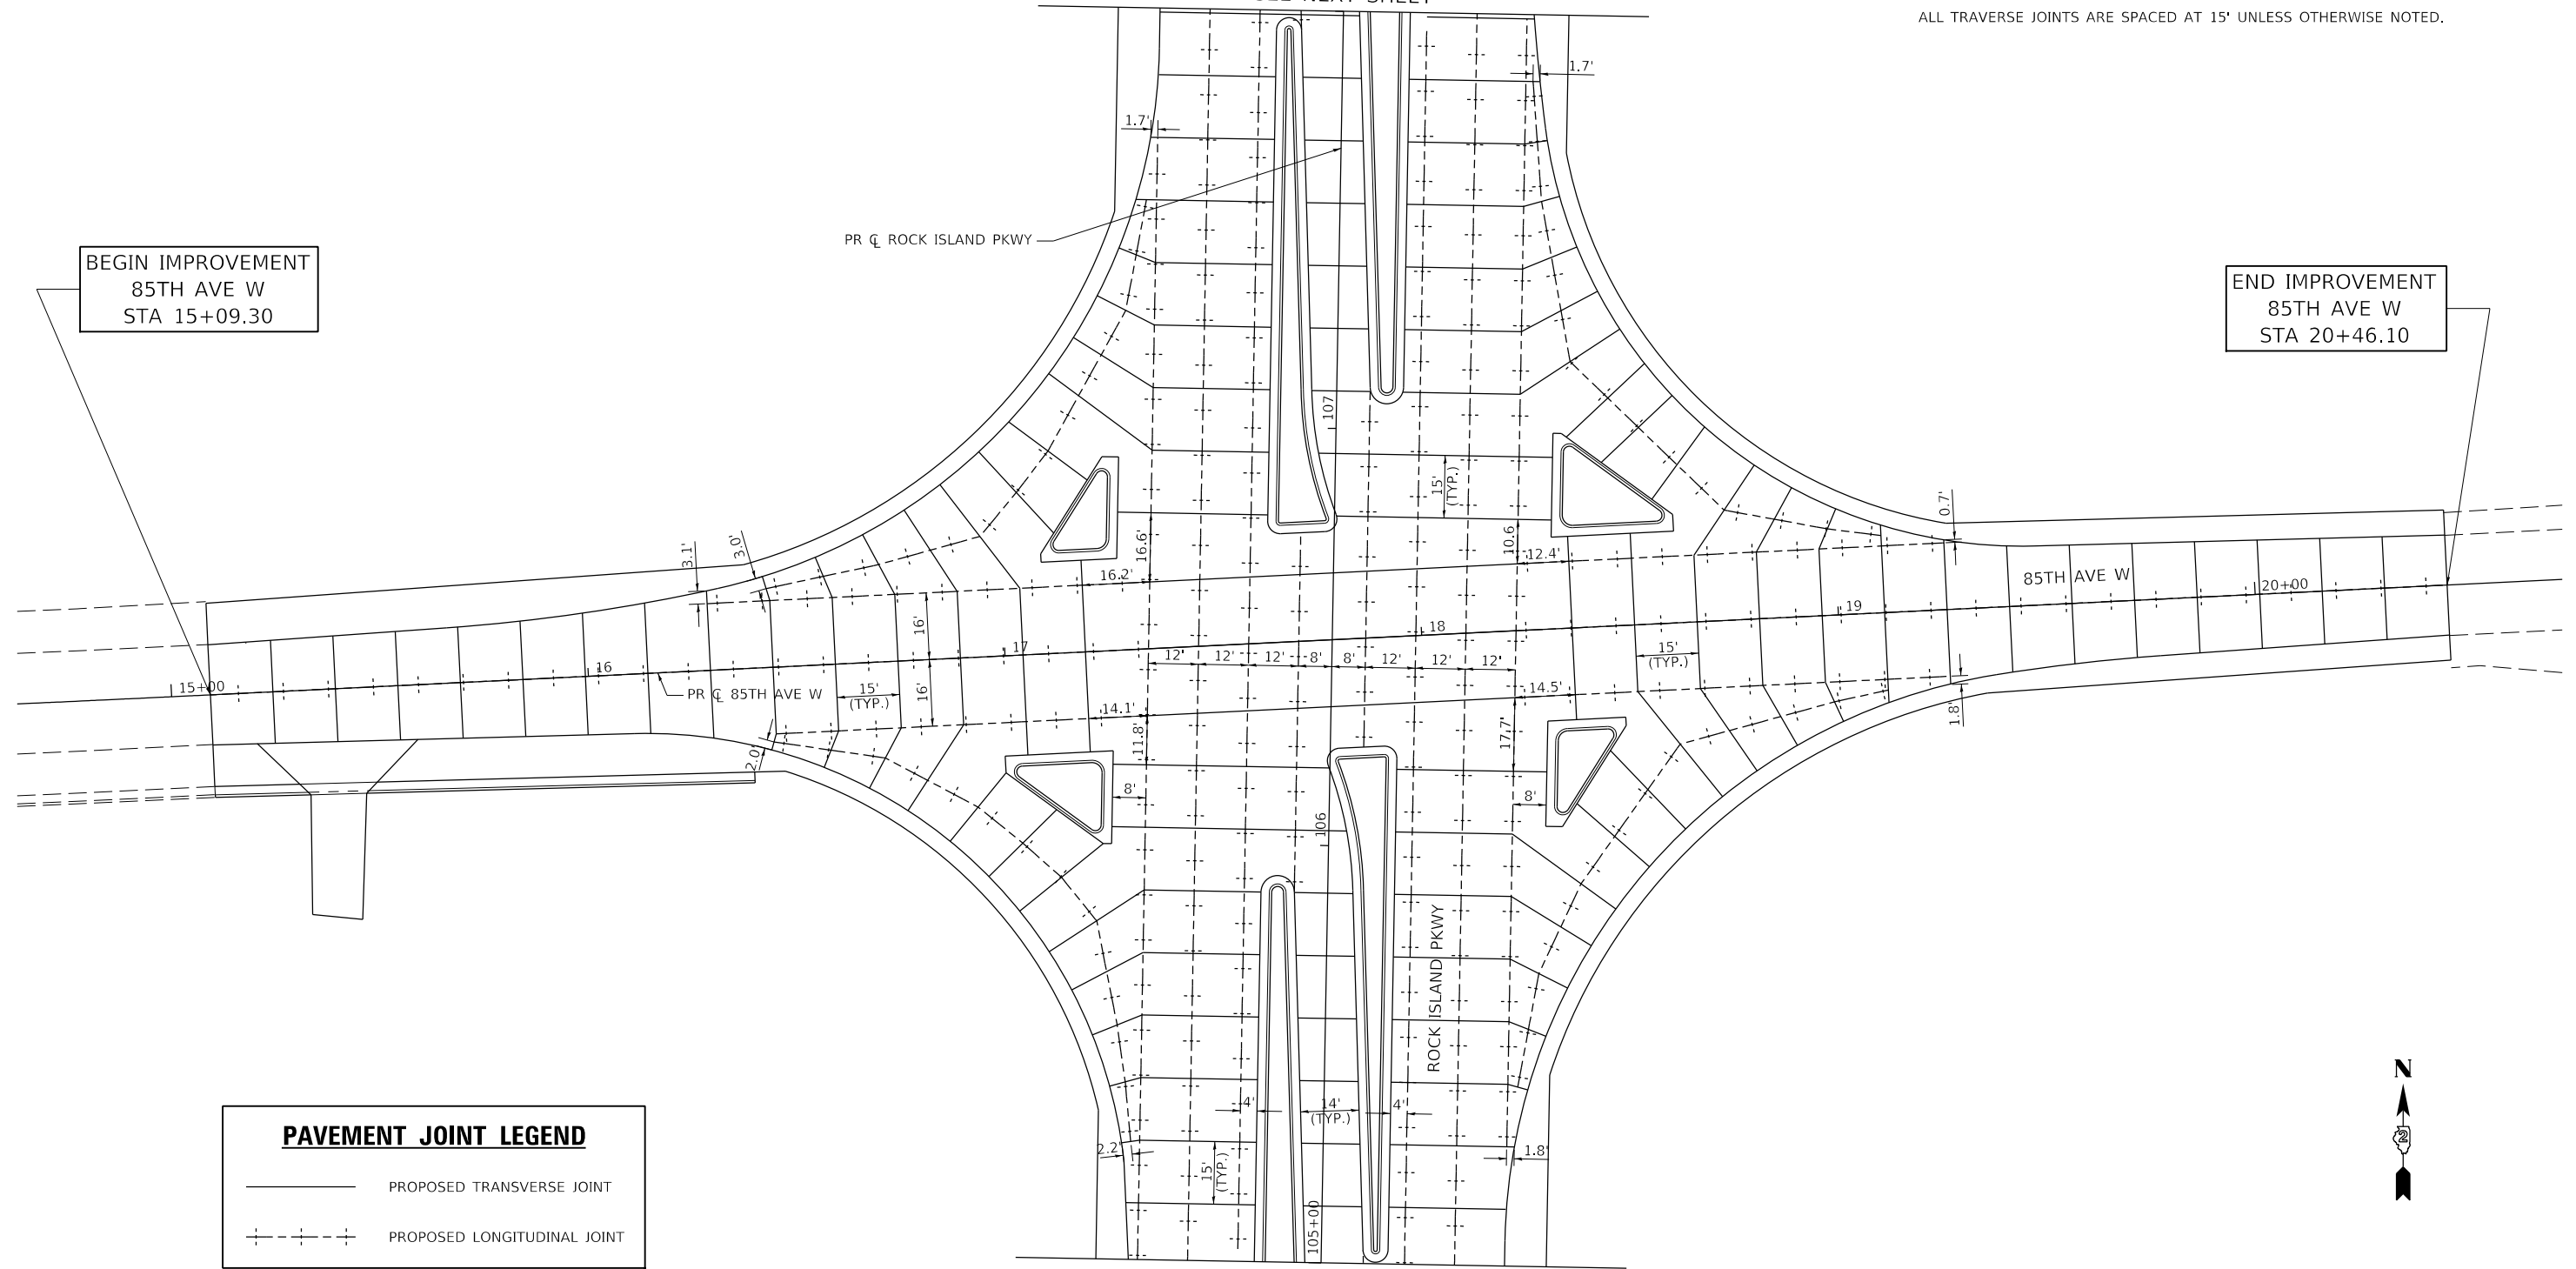 SEE NEXT SHEET
ALL TRAVERSE JOINTS ARE SPACED AT 15' UNLESS OTHERWISE NOTED.
1.7'
1.7'
PR ℄ ROCK ISLAND PKWY
BEGIN IMPROVEMENT
85TH AVE W
STA 15+09.30
END IMPROVEMENT
85TH AVE W
STA 20+46.10
107
15'
(TYP.)
3.1'
3.0'
16.6'
16.2'
10.6
12.4'
0.7'
85TH AVE W
20+00
19
18
17
16
15+00
16'
16'
12'
12'
12'
8'
8'
12'
12'
12'
15'
(TYP.)
PR ℄ 85TH AVE W
15'
(TYP.)
14.1'
14.5'
11.8'
17.7'
1.8'
2.0'
8'
8'
106
ROCK ISLAND PKWY
4'
14'
(TYP.)
4'
2.2'
15'
(TYP.)
1.8'
105+00
N
2
PAVEMENT JOINT LEGEND
PROPOSED TRANSVERSE JOINT
PROPOSED LONGITUDINAL JOINT